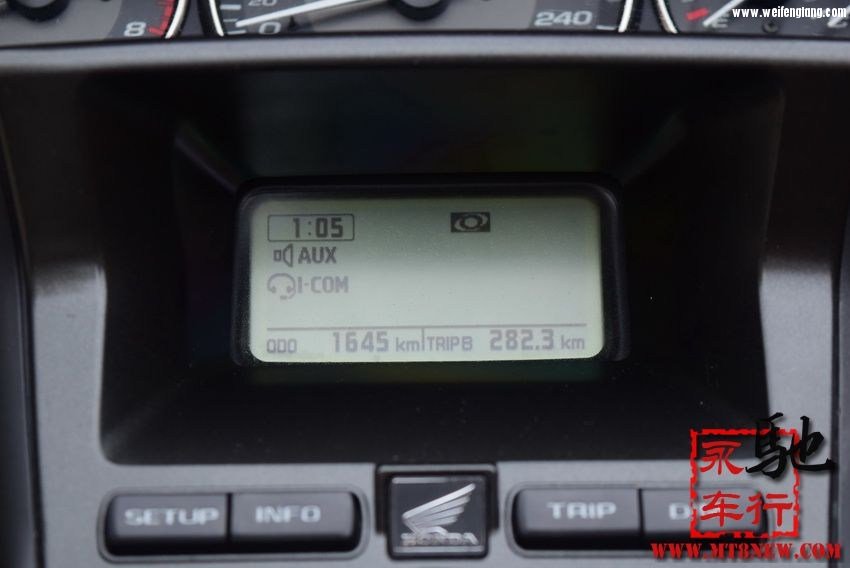 www.weifengtang.com
20
8
0
240
1:05
AUX
I-COM
ODO 1645 km TRIP B 282.3 km
SETUP INFO
TRIP
HONDA
永驰
车行
WWW.MT8NEW.COM